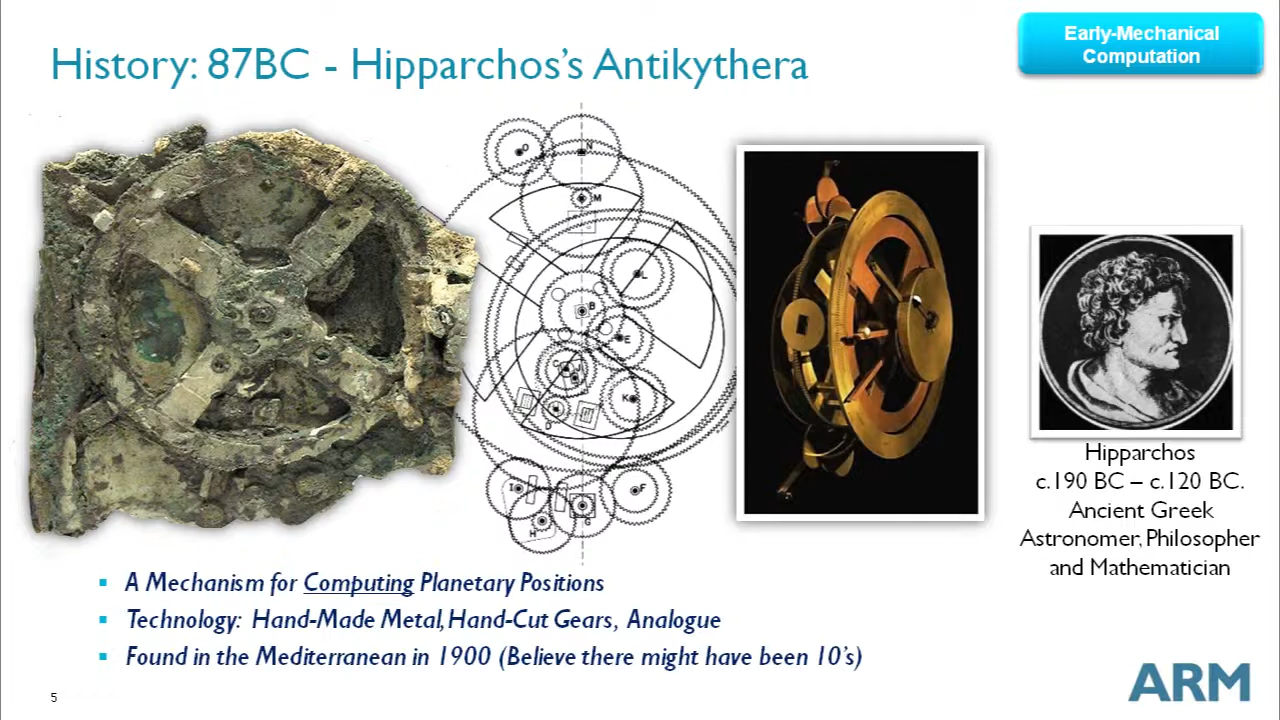 History: 87BC - Hipparchos's Antikythera
Early-Mechanical
Computation
O
N
M
L
B
E
C
J
K
D
I
F
G
H
Hipparchos
c.190 BC – c.120 BC.
Ancient Greek
Astronomer, Philosopher
and Mathematician
A Mechanism for Computing Planetary Positions
Technology: Hand-Made Metal, Hand-Cut Gears, Analogue
Found in the Mediterranean in 1900 (Believe there might have been 10's)
5
ARM